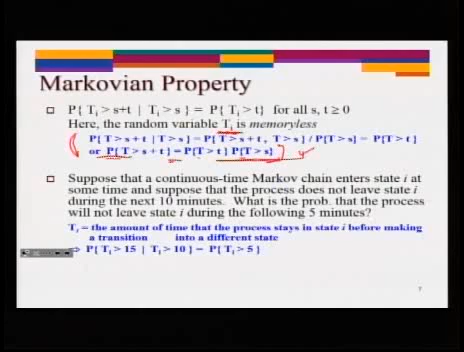 Markovian Property
P{ Ti > s+t | Ti > s } = P{ Ti > t} for all s, t ≥ 0
Here, the random variable Ti is memoryless
P{ T > s + t | T > s} = P{ T > s + t , T > s} / P{T > s} = P{T > t}
or P{ T > s + t } = P{T > t} P{T > s}
Suppose that a continuous-time Markov chain enters state i at
some time and suppose that the process does not leave state i
during the next 10 minutes. What is the prob. that the process
will not leave state i during the following 5 minutes?
Ti = the amount of time that the process stays in state i before making
a transition into a different state
⇒ P{ Ti > 15 | Ti > 10} = P{ Ti > 5 }
7